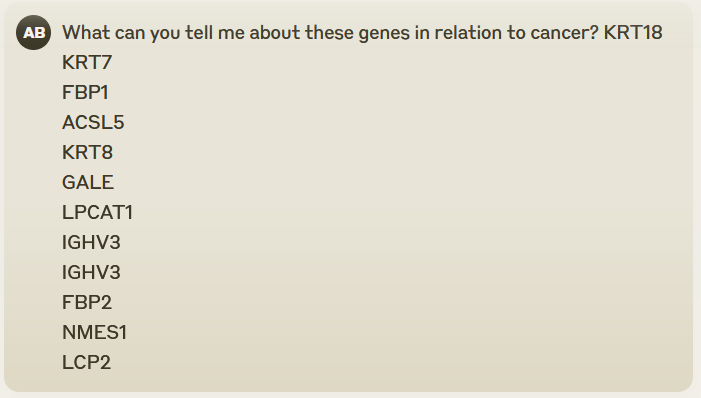 AB
What can you tell me about these genes in relation to cancer? KRT18
KRT7
FBP1
ACSL5
KRT8
GALE
LPCAT1
IGHV3
IGHV3
FBP2
NMES1
LCP2